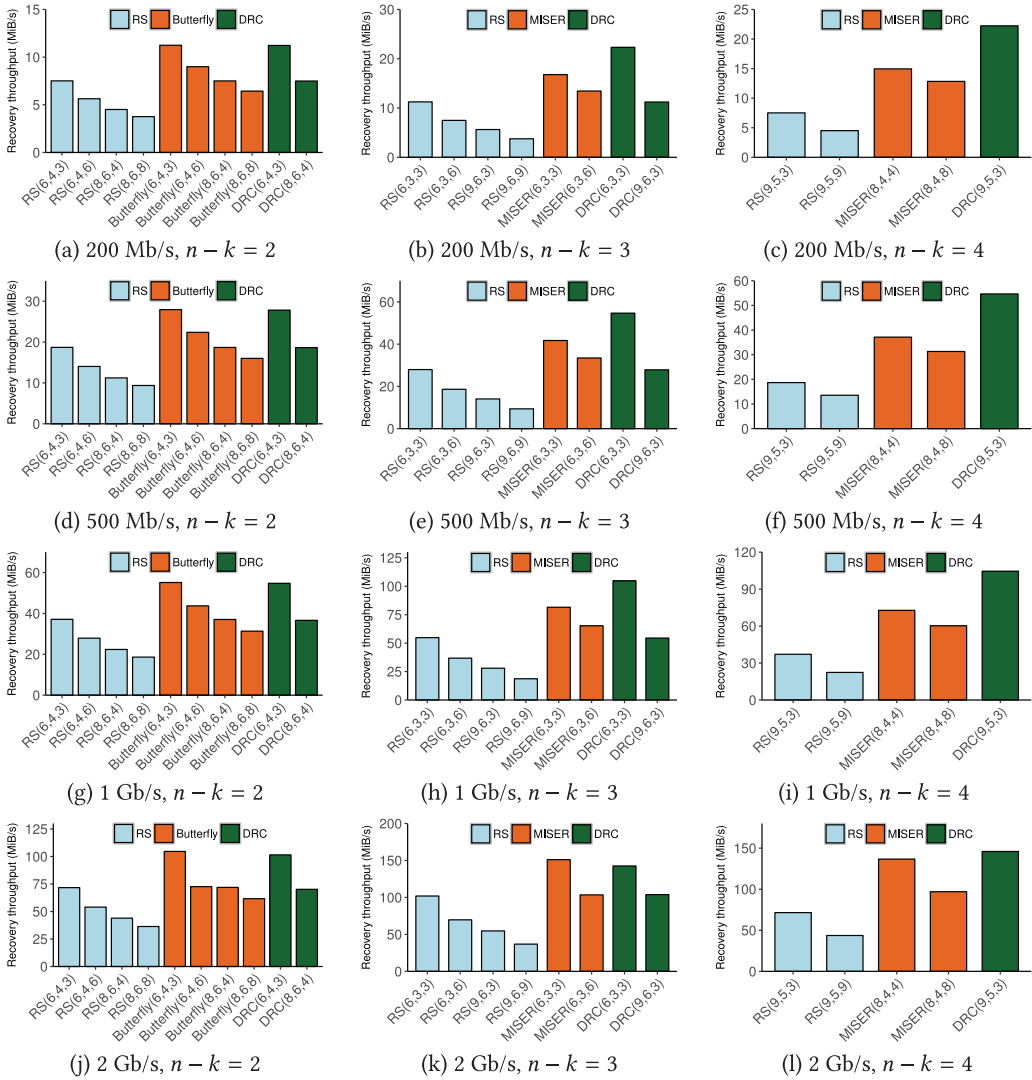 RS Butterfly DRC
Recovery throughput (MiB/s)
15
10
5
0
RS(6,4,3)
RS(6,4,6)
RS(8,6,4)
RS(8,6,8)
Butterfly(6,4,3)
Butterfly(6,4,6)
Butterfly(8,6,4)
Butterfly(8,6,8)
DRC(6,4,3)
DRC(8,6,4)
(a) 200 Mb/s, n − k = 2
RS MISER DRC
Recovery throughput (MiB/s)
30
20
10
0
RS(6,3,3)
RS(6,3,6)
RS(9,6,3)
RS(9,6,9)
MISER(6,3,3)
MISER(6,3,6)
DRC(6,3,3)
DRC(9,6,3)
(b) 200 Mb/s, n − k = 3
RS MISER DRC
Recovery throughput (MiB/s)
25
20
15
10
5
0
RS(9,5,3)
RS(9,5,9)
MISER(8,4,4)
MISER(8,4,8)
DRC(9,5,3)
(c) 200 Mb/s, n − k = 4
RS Butterfly DRC
Recovery throughput (MiB/s)
30
20
10
0
RS(6,4,3)
RS(6,4,6)
RS(8,6,4)
RS(8,6,8)
Butterfly(6,4,3)
Butterfly(6,4,6)
Butterfly(8,6,4)
Butterfly(8,6,8)
DRC(6,4,3)
DRC(8,6,4)
(d) 500 Mb/s, n − k = 2
RS MISER DRC
Recovery throughput (MiB/s)
60
40
20
0
RS(6,3,3)
RS(6,3,6)
RS(9,6,3)
RS(9,6,9)
MISER(6,3,3)
MISER(6,3,6)
DRC(6,3,3)
DRC(9,6,3)
(e) 500 Mb/s, n − k = 3
RS MISER DRC
Recovery throughput (MiB/s)
60
50
40
30
20
10
0
RS(9,5,3)
RS(9,5,9)
MISER(8,4,4)
MISER(8,4,8)
DRC(9,5,3)
(f) 500 Mb/s, n − k = 4
RS Butterfly DRC
Recovery throughput (MiB/s)
60
40
20
0
RS(6,4,3)
RS(6,4,6)
RS(8,6,4)
RS(8,6,8)
Butterfly(6,4,3)
Butterfly(6,4,6)
Butterfly(8,6,4)
Butterfly(8,6,8)
DRC(6,4,3)
DRC(8,6,4)
(g) 1 Gb/s, n − k = 2
RS MISER DRC
Recovery throughput (MiB/s)
125
100
75
50
25
0
RS(6,3,3)
RS(6,3,6)
RS(9,6,3)
RS(9,6,9)
MISER(6,3,3)
MISER(6,3,6)
DRC(6,3,3)
DRC(9,6,3)
(h) 1 Gb/s, n − k = 3
RS MISER DRC
Recovery throughput (MiB/s)
120
90
60
30
0
RS(9,5,3)
RS(9,5,9)
MISER(8,4,4)
MISER(8,4,8)
DRC(9,5,3)
(i) 1 Gb/s, n − k = 4
RS Butterfly DRC
Recovery throughput (MiB/s)
125
100
75
50
25
0
RS(6,4,3)
RS(6,4,6)
RS(8,6,4)
RS(8,6,8)
Butterfly(6,4,3)
Butterfly(6,4,6)
Butterfly(8,6,4)
Butterfly(8,6,8)
DRC(6,4,3)
DRC(8,6,4)
(j) 2 Gb/s, n − k = 2
RS MISER DRC
Recovery throughput (MiB/s)
200
150
100
50
0
RS(6,3,3)
RS(6,3,6)
RS(9,6,3)
RS(9,6,9)
MISER(6,3,3)
MISER(6,3,6)
DRC(6,3,3)
DRC(9,6,3)
(k) 2 Gb/s, n − k = 3
RS MISER DRC
Recovery throughput (MiB/s)
150
100
50
0
RS(9,5,3)
RS(9,5,9)
MISER(8,4,4)
MISER(8,4,8)
DRC(9,5,3)
(l) 2 Gb/s, n − k = 4